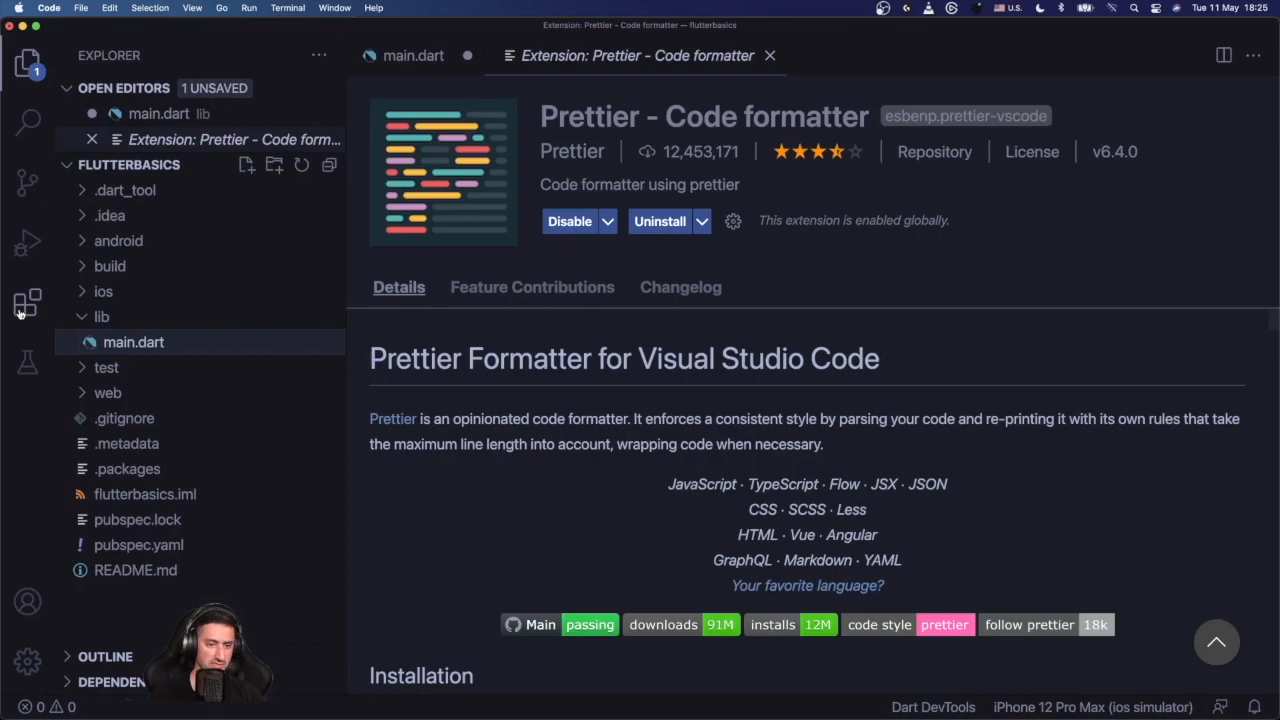 Code File Edit Selection View Go Run Terminal Window Help U.S. Tue 11 May 18:25
Extension: Prettier - Code formatter — flutterbasics
EXPLORER
1
main.dart
Extension: Prettier - Code formatter
OPEN EDITORS 1 UNSAVED
main.dart lib
Extension: Prettier - Code form...
FLUTTERBASICS
.dart_tool
.idea
android
build
ios
lib
main.dart
test
web
.gitignore
.metadata
.packages
flutterbasics.iml
pubspec.lock
pubspec.yaml
README.md
OUTLINE
DEPENDEN
Prettier - Code formatter esbenp.prettier-vscode
Prettier 12,453,171 Repository License v6.4.0
Code formatter using prettier
Disable Uninstall This extension is enabled globally.
Details Feature Contributions Changelog
Prettier Formatter for Visual Studio Code
Prettier is an opinionated code formatter. It enforces a consistent style by parsing your code and re-printing it with its own rules that take
the maximum line length into account, wrapping code when necessary.
JavaScript · TypeScript · Flow · JSX · JSON
CSS · SCSS · Less
HTML · Vue · Angular
GraphQL · Markdown · YAML
Your favorite language?
Main passing downloads 91M installs 12M code style prettier follow prettier 18k
Installation
0 0 Dart DevTools iPhone 12 Pro Max (ios simulator)